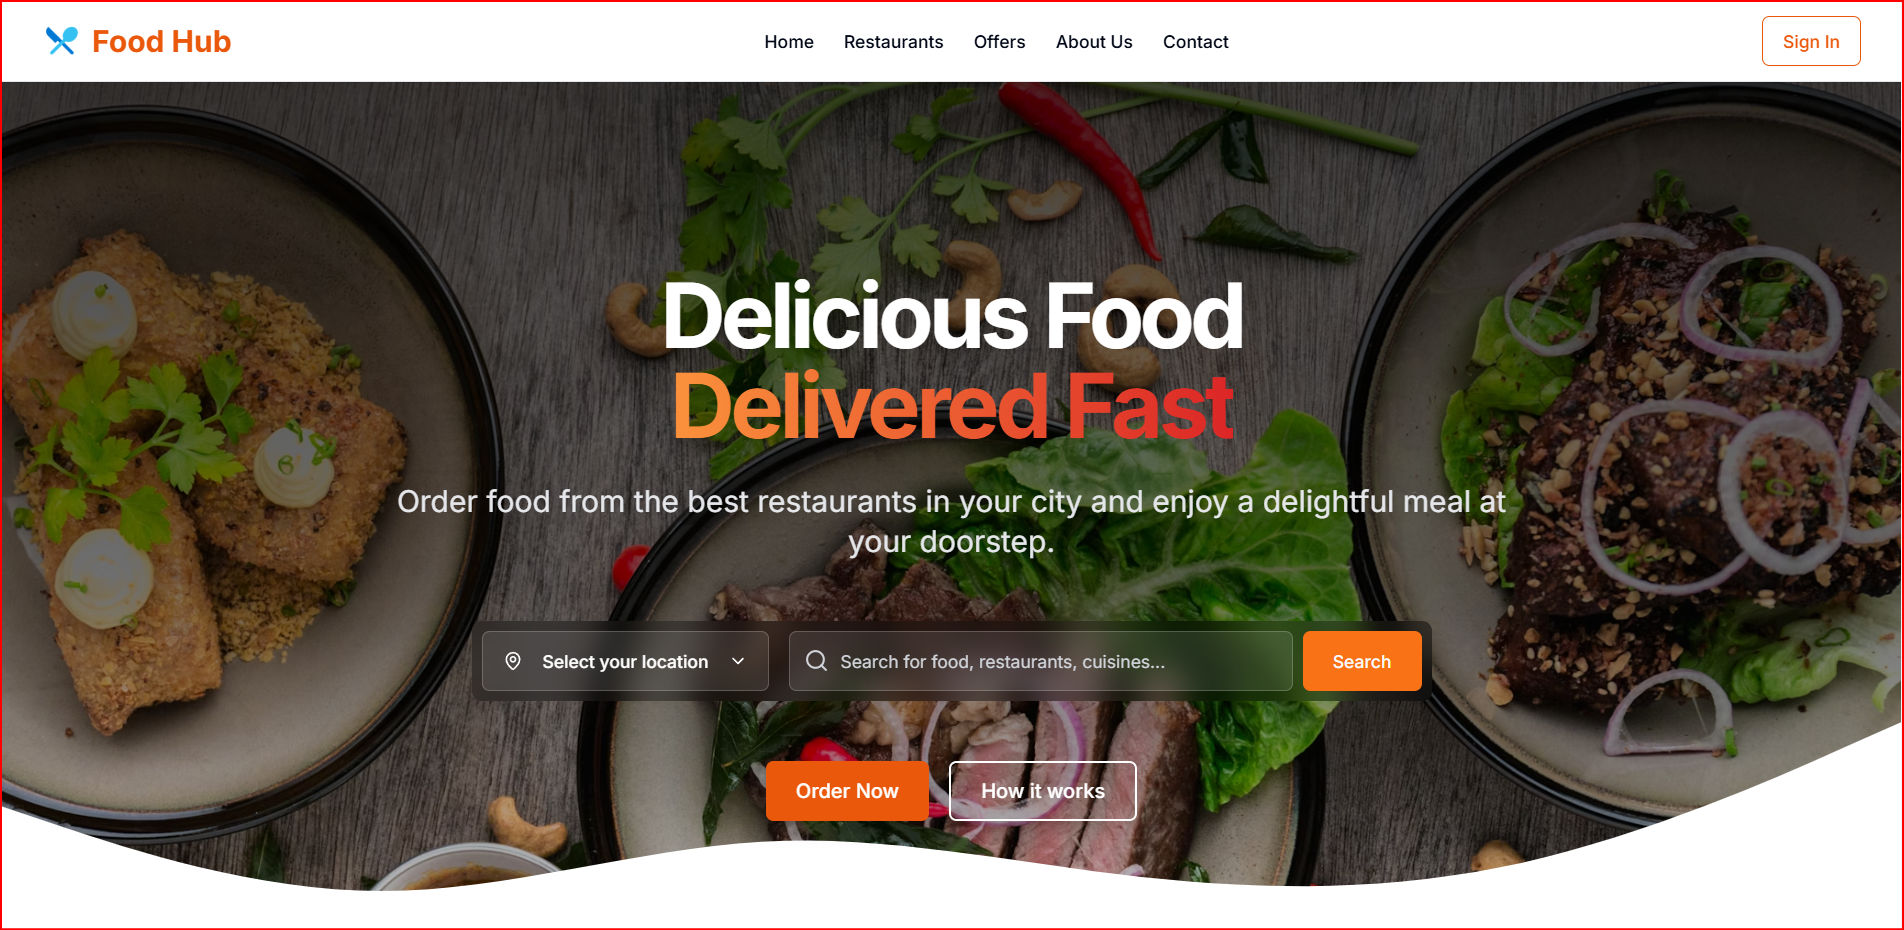 Food Hub
Home
Restaurants
Offers
About Us
Contact
Sign In
Delicious Food
Delivered Fast
Order food from the best restaurants in your city and enjoy a delightful meal at
your doorstep.
Select your location
Search for food, restaurants, cuisines...
Search
Order Now
How it works